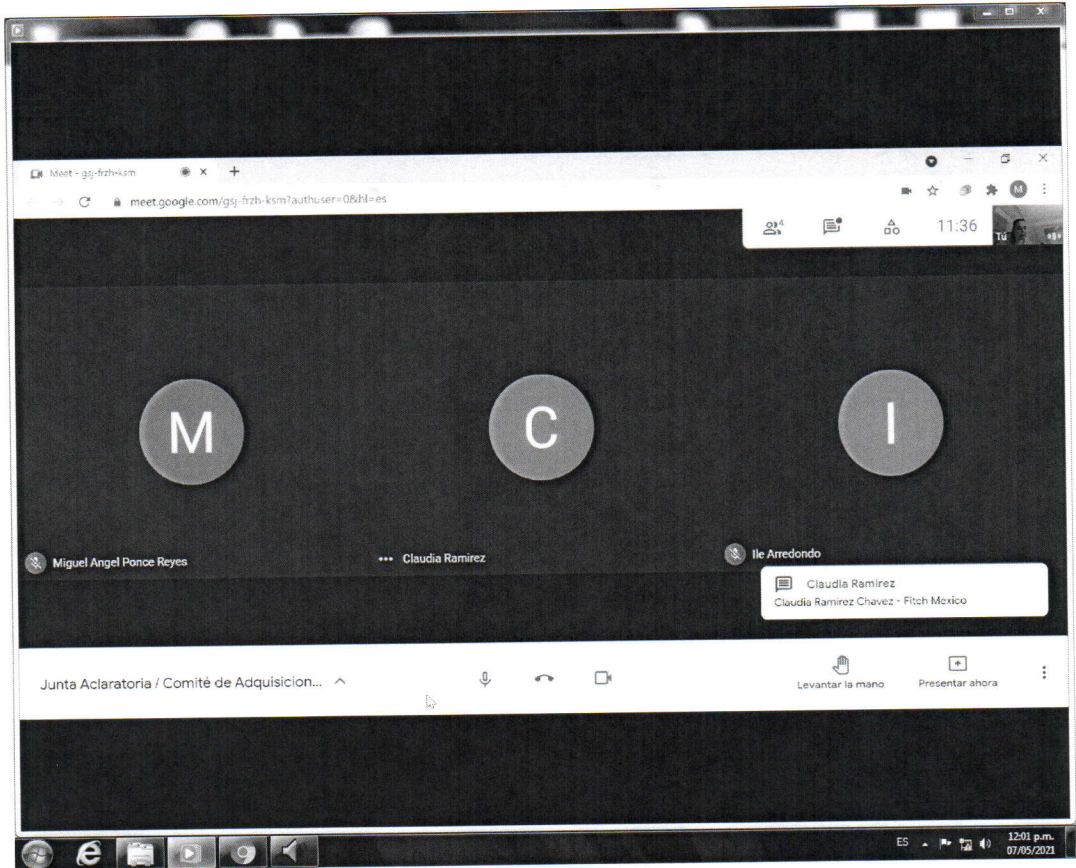 Meet - gsj-frzh-ksm
meet.google.com/gsj-frzh-ksm?authuser=0&hl=es
M
4
11:36
Tú
M
C
I
Miguel Angel Ponce Reyes
Claudia Ramirez
Ile Arredondo
Claudia Ramirez
Claudia Ramirez Chavez - Fitch Mexico
Junta Aclaratoria / Comité de Adquisicion...
Levantar la mano
Presentar ahora
ES
12:01 p.m.
07/05/2021